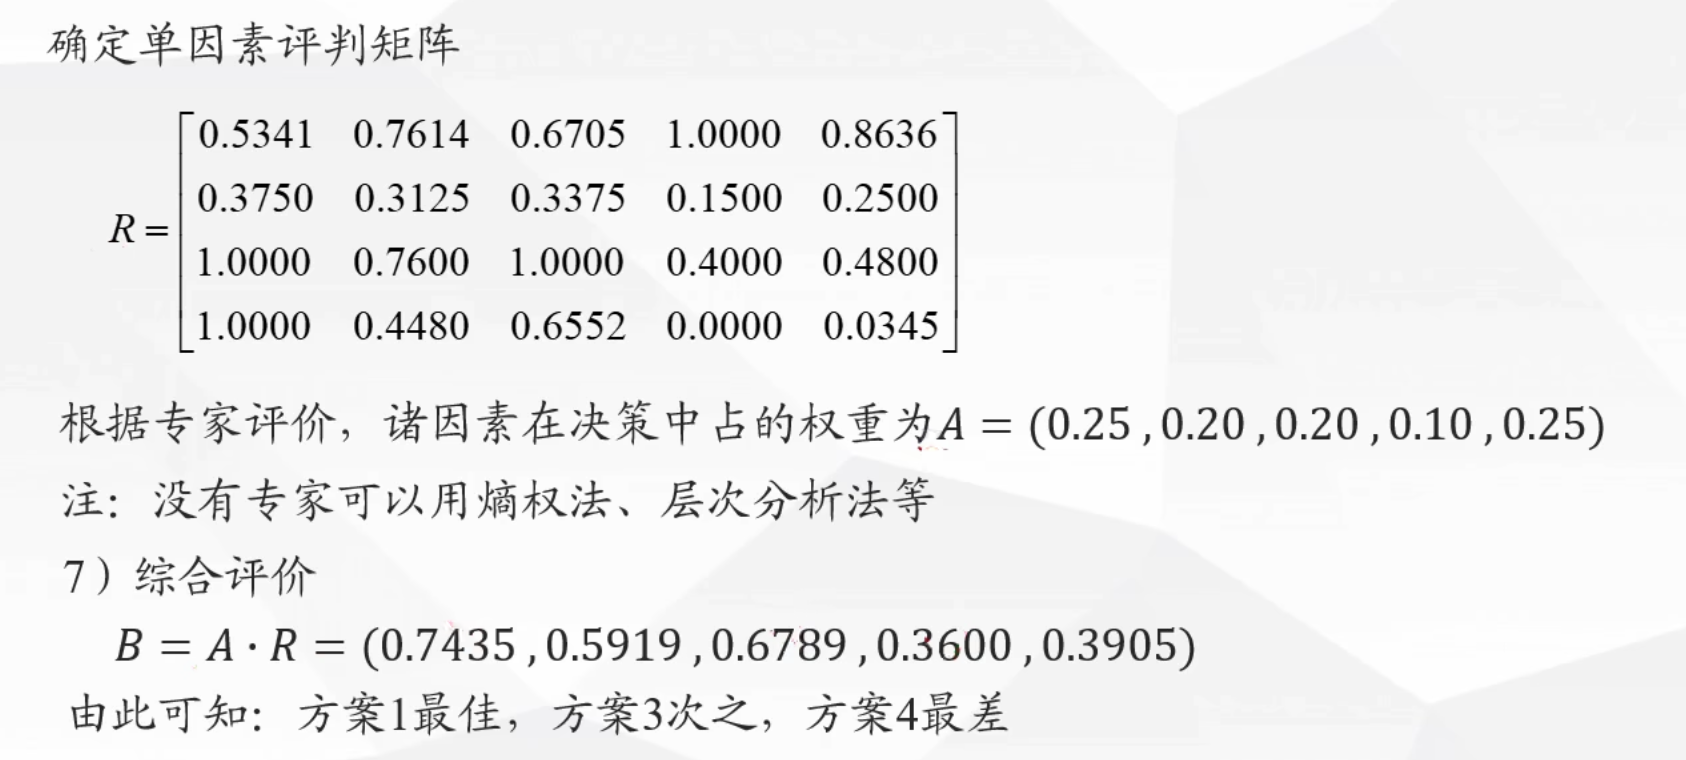 确定单因素评判矩阵
R = [0.5341 0.7614 0.6705 1.0000 0.8636
0.3750 0.3125 0.3375 0.1500 0.2500
1.0000 0.7600 1.0000 0.4000 0.4800
1.0000 0.4480 0.6552 0.0000 0.0345]
根据专家评价，诸因素在决策中占的权重为A = (0.25 , 0.20 , 0.20 , 0.10 , 0.25)
注：没有专家可以用熵权法、层次分析法等
7）综合评价
B = A · R = (0.7435 , 0.5919 , 0.6789 , 0.3600 , 0.3905)
由此可知：方案1最佳，方案3次之，方案4最差